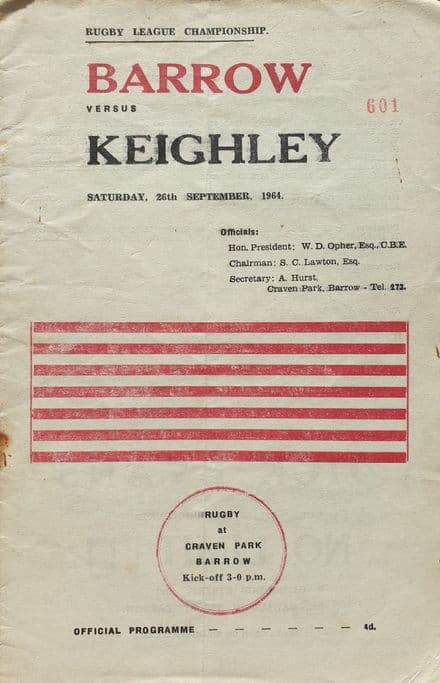 RUGBY LEAGUE CHAMPIONSHIP.
BARROW
VERSUS
601
KEIGHLEY
SATURDAY, 26th SEPTEMBER, 1964.
Officials:
Hon. President; W. D. Opher, Esq., C.B.E.
Chairman: S. C. Lawton, Esq.
Secretary: A. Hurst,
Craven Park, Barrow - Tel. 273.
RUGBY
at
CRAVEN PARK
BARROW
Kick-off 3-0 p.m.
OFFICIAL PROGRAMME — — — — — — 4d.